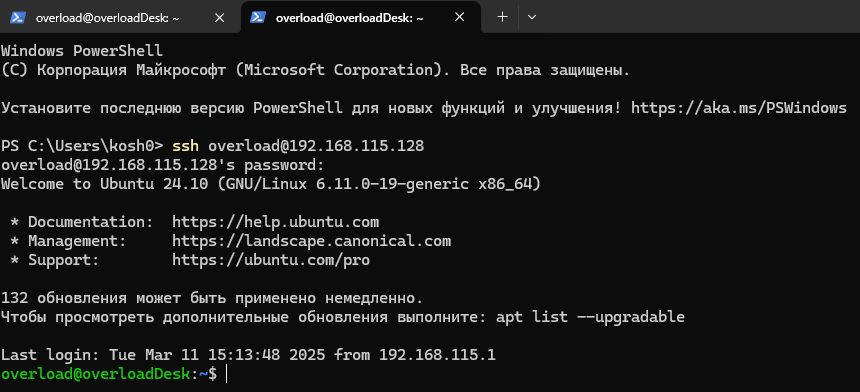 overload@overloadDesk: ~
overload@overloadDesk: ~
Windows PowerShell
(C) Корпорация Майкрософт (Microsoft Corporation). Все права защищены.
Установите последнюю версию PowerShell для новых функций и улучшения! https://aka.ms/PSWindows
PS C:\Users\kosh0> ssh overload@192.168.115.128
overload@192.168.115.128's password:
Welcome to Ubuntu 24.10 (GNU/Linux 6.11.0-19-generic x86_64)
* Documentation:  https://help.ubuntu.com
* Management:     https://landscape.canonical.com
* Support:        https://ubuntu.com/pro
132 обновления может быть применено немедленно.
Чтобы просмотреть дополнительные обновления выполните: apt list --upgradable
Last login: Tue Mar 11 15:13:48 2025 from 192.168.115.1
overload@overloadDesk:~$